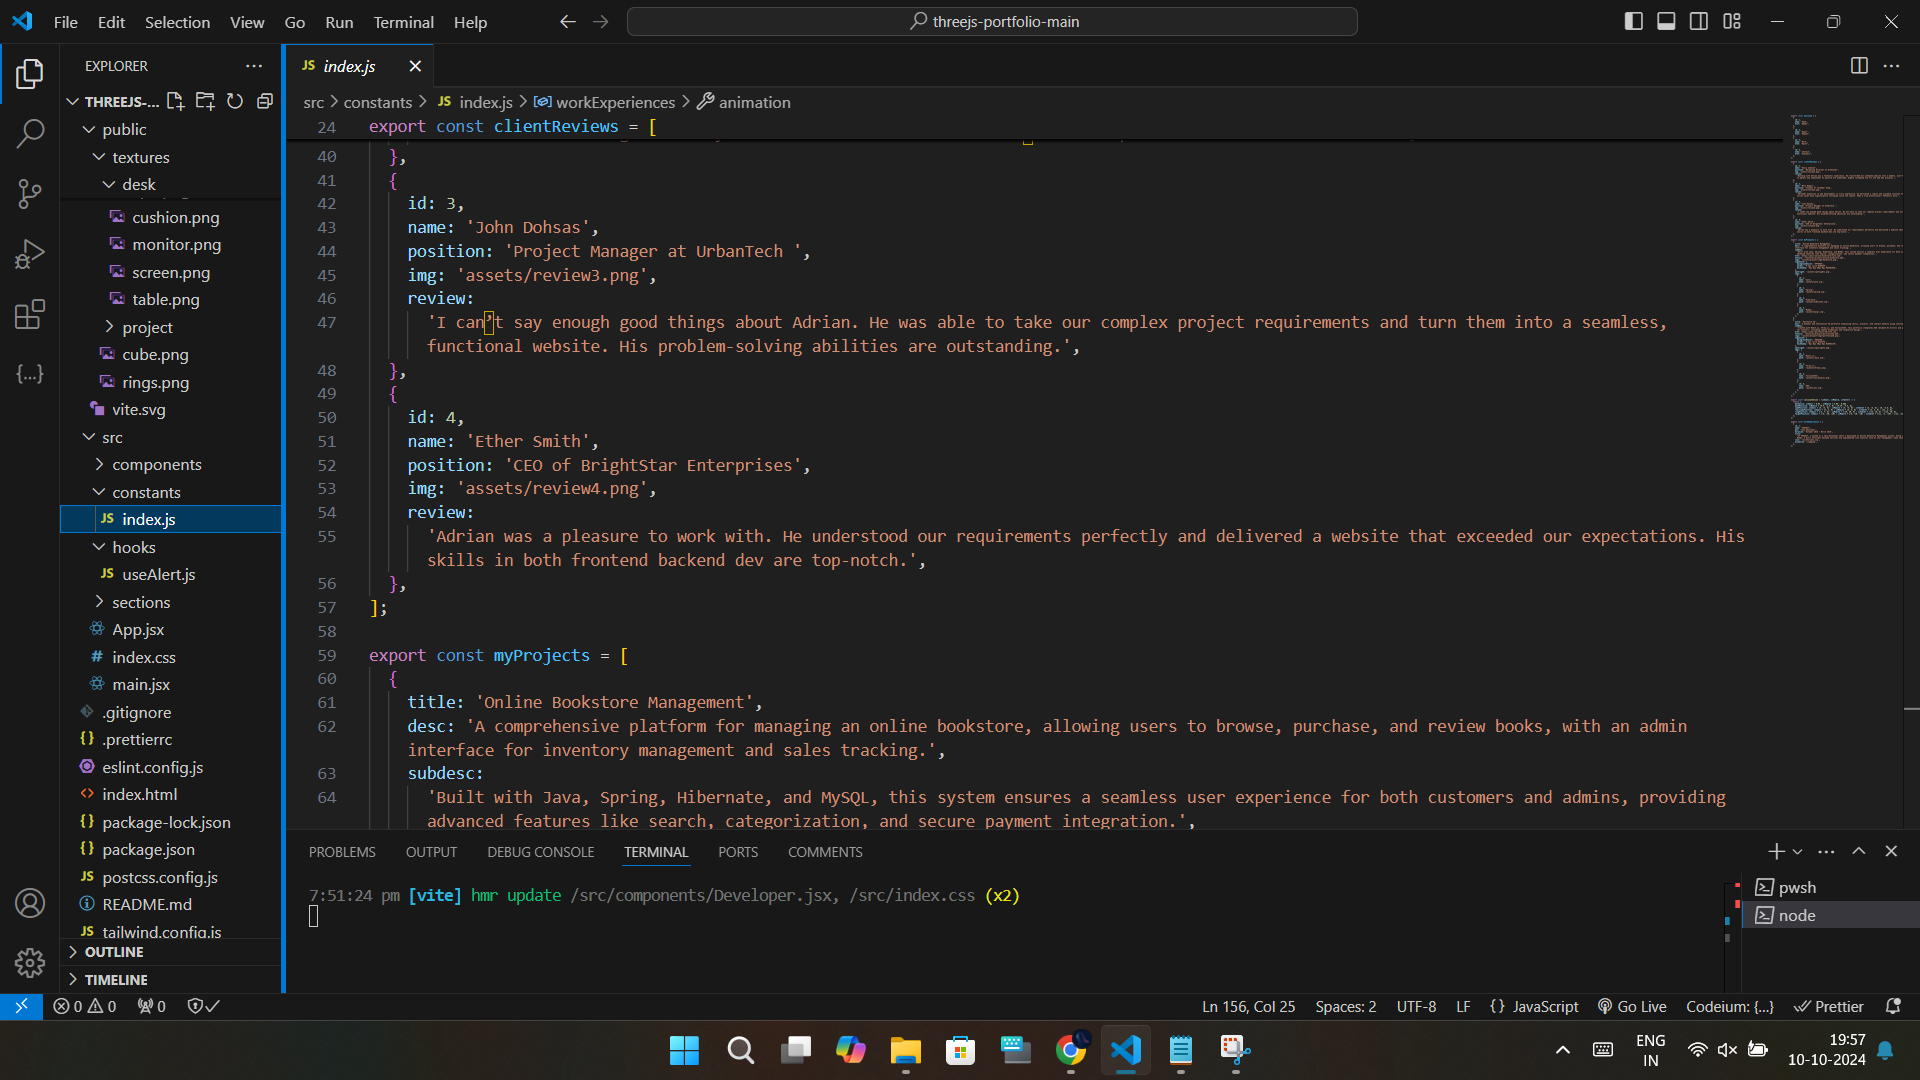 File Edit Selection View Go Run Terminal Help
threejs-portfolio-main
EXPLORER
THREEJS-...
public
textures
desk
cushion.png
monitor.png
screen.png
table.png
project
cube.png
rings.png
vite.svg
src
components
constants
JS index.js
hooks
JS useAlert.js
sections
App.jsx
# index.css
main.jsx
.gitignore
{} .prettierrc
eslint.config.js
<> index.html
{} package-lock.json
{} package.json
JS postcss.config.js
README.md
JS tailwind.config.js
OUTLINE
TIMELINE
JS index.js
src > constants > JS index.js > workExperiences > animation
24 export const clientReviews = [
40 },
41 {
42 id: 3,
43 name: 'John Dohsas',
44 position: 'Project Manager at UrbanTech ',
45 img: 'assets/review3.png',
46 review:
47 'I can’t say enough good things about Adrian. He was able to take our complex project requirements and turn them into a seamless,
functional website. His problem-solving abilities are outstanding.',
48 },
49 {
50 id: 4,
51 name: 'Ether Smith',
52 position: 'CEO of BrightStar Enterprises',
53 img: 'assets/review4.png',
54 review:
55 'Adrian was a pleasure to work with. He understood our requirements perfectly and delivered a website that exceeded our expectations. His
skills in both frontend backend dev are top-notch.',
56 },
57 ];
58
59 export const myProjects = [
60 {
61 title: 'Online Bookstore Management',
62 desc: 'A comprehensive platform for managing an online bookstore, allowing users to browse, purchase, and review books, with an admin
interface for inventory management and sales tracking.',
63 subdesc:
64 'Built with Java, Spring, Hibernate, and MySQL, this system ensures a seamless user experience for both customers and admins, providing
advanced features like search, categorization, and secure payment integration.',
PROBLEMS OUTPUT DEBUG CONSOLE TERMINAL PORTS COMMENTS
7:51:24 pm [vite] hmr update /src/components/Developer.jsx, /src/index.css (x2)
pwsh
node
0 0 0
Ln 156, Col 25 Spaces: 2 UTF-8 LF {} JavaScript Go Live Codeium: {...} Prettier
ENG
IN
19:57
10-10-2024